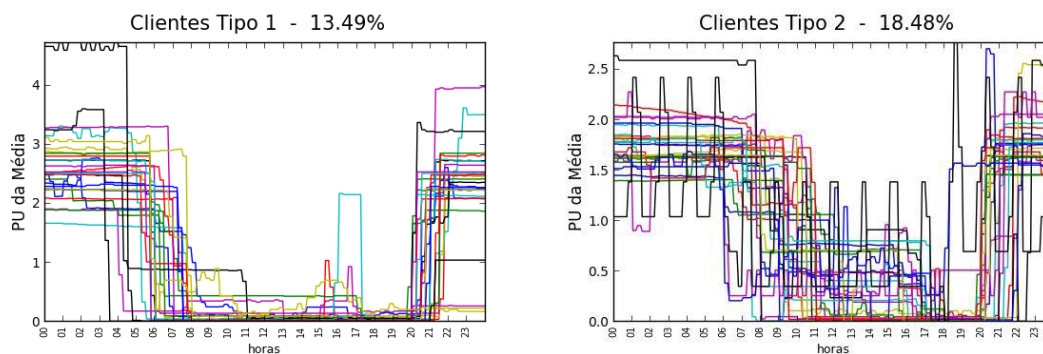 Clientes Tipo 1 - 13.49%
PU da Média
4
3
2
1
0
00 01 02 03 04 05 06 07 08 09 10 11 12 13 14 15 16 17 18 19 20 21 22 23
horas
Clientes Tipo 2 - 18.48%
PU da Média
2.5
2.0
1.5
1.0
0.5
0.0
00 01 02 03 04 05 06 07 08 09 10 11 12 13 14 15 16 17 18 19 20 21 22 23
horas